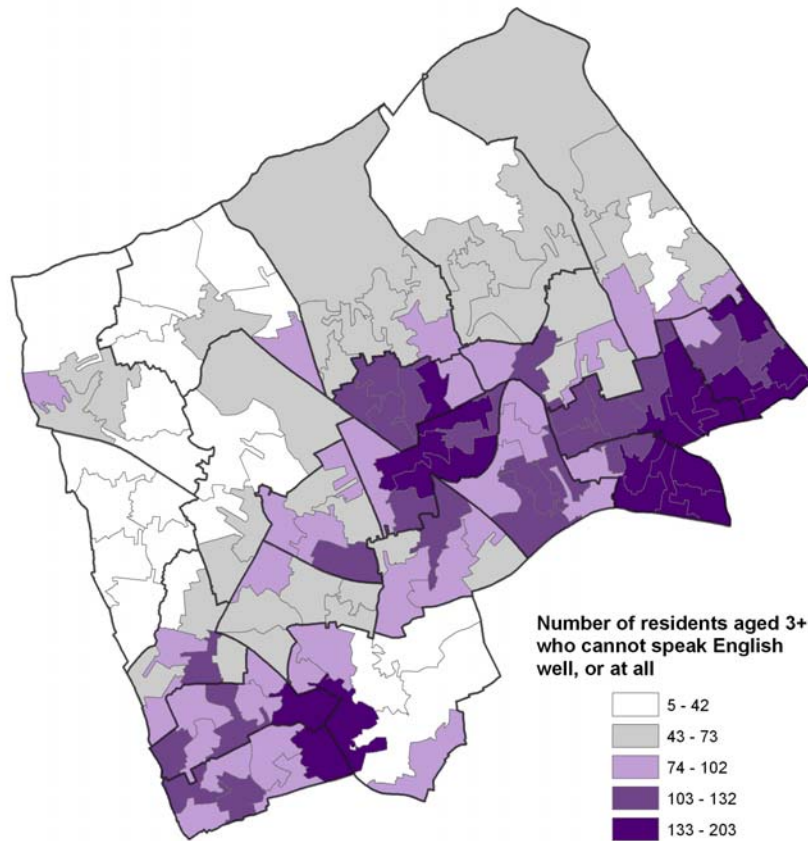 Number of residents aged 3+
who cannot speak English
well, or at all
5 - 42
43 - 73
74 - 102
103 - 132
133 - 203